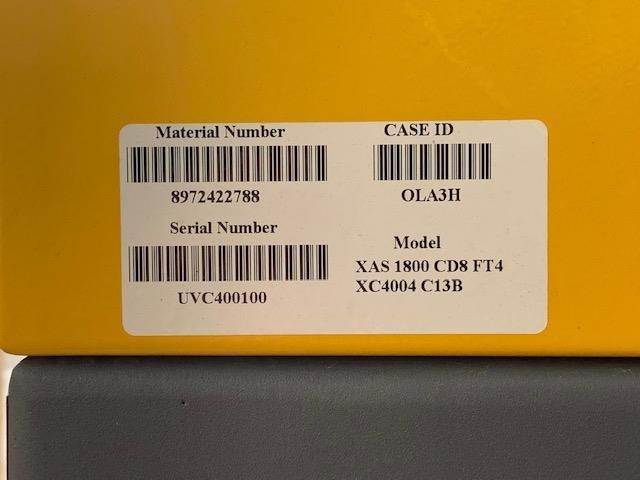 Material Number
8972422788
Serial Number
UVC400100
CASE ID
OLA3H
Model
XAS 1800 CD8 FT4
XC4004 C13B